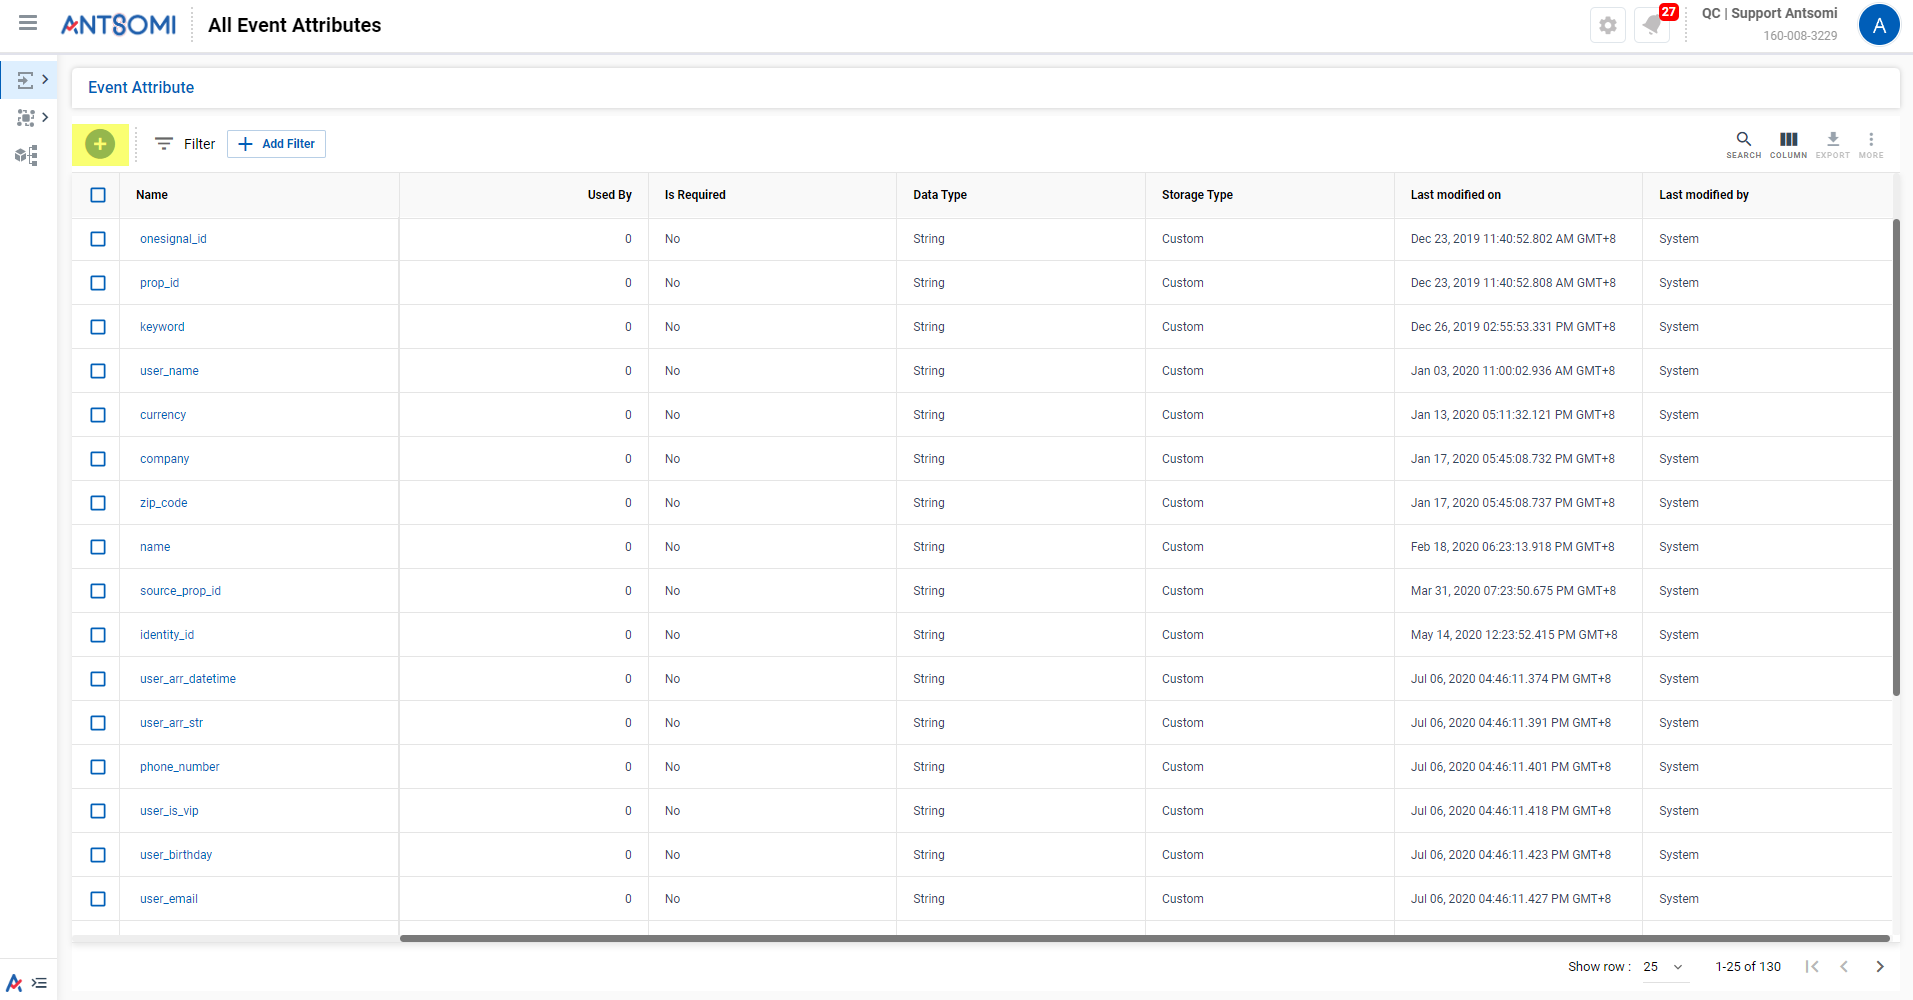 ANTSOMI All Event Attributes 27 QC | Support Antsomi A
160-008-3229
Event Attribute
Filter Add Filter SEARCH COLUMN EXPORT MORE
Name Used By Is Required Data Type Storage Type Last modified on Last modified by
onesignal_id 0 No String Custom Dec 23, 2019 11:40:52.802 AM GMT+8 System
prop_id 0 No String Custom Dec 23, 2019 11:40:52.808 AM GMT+8 System
keyword 0 No String Custom Dec 26, 2019 02:55:53.331 PM GMT+8 System
user_name 0 No String Custom Jan 03, 2020 11:00:02.936 AM GMT+8 System
currency 0 No String Custom Jan 13, 2020 05:11:32.121 PM GMT+8 System
company 0 No String Custom Jan 17, 2020 05:45:08.732 PM GMT+8 System
zip_code 0 No String Custom Jan 17, 2020 05:45:08.737 PM GMT+8 System
name 0 No String Custom Feb 18, 2020 06:23:13.918 PM GMT+8 System
source_prop_id 0 No String Custom Mar 31, 2020 07:23:50.675 PM GMT+8 System
identity_id 0 No String Custom May 14, 2020 12:23:52.415 PM GMT+8 System
user_arr_datetime 0 No String Custom Jul 06, 2020 04:46:11.374 PM GMT+8 System
user_arr_str 0 No String Custom Jul 06, 2020 04:46:11.391 PM GMT+8 System
phone_number 0 No String Custom Jul 06, 2020 04:46:11.401 PM GMT+8 System
user_is_vip 0 No String Custom Jul 06, 2020 04:46:11.418 PM GMT+8 System
user_birthday 0 No String Custom Jul 06, 2020 04:46:11.423 PM GMT+8 System
user_email 0 No String Custom Jul 06, 2020 04:46:11.427 PM GMT+8 System
Show row : 25 1-25 of 130